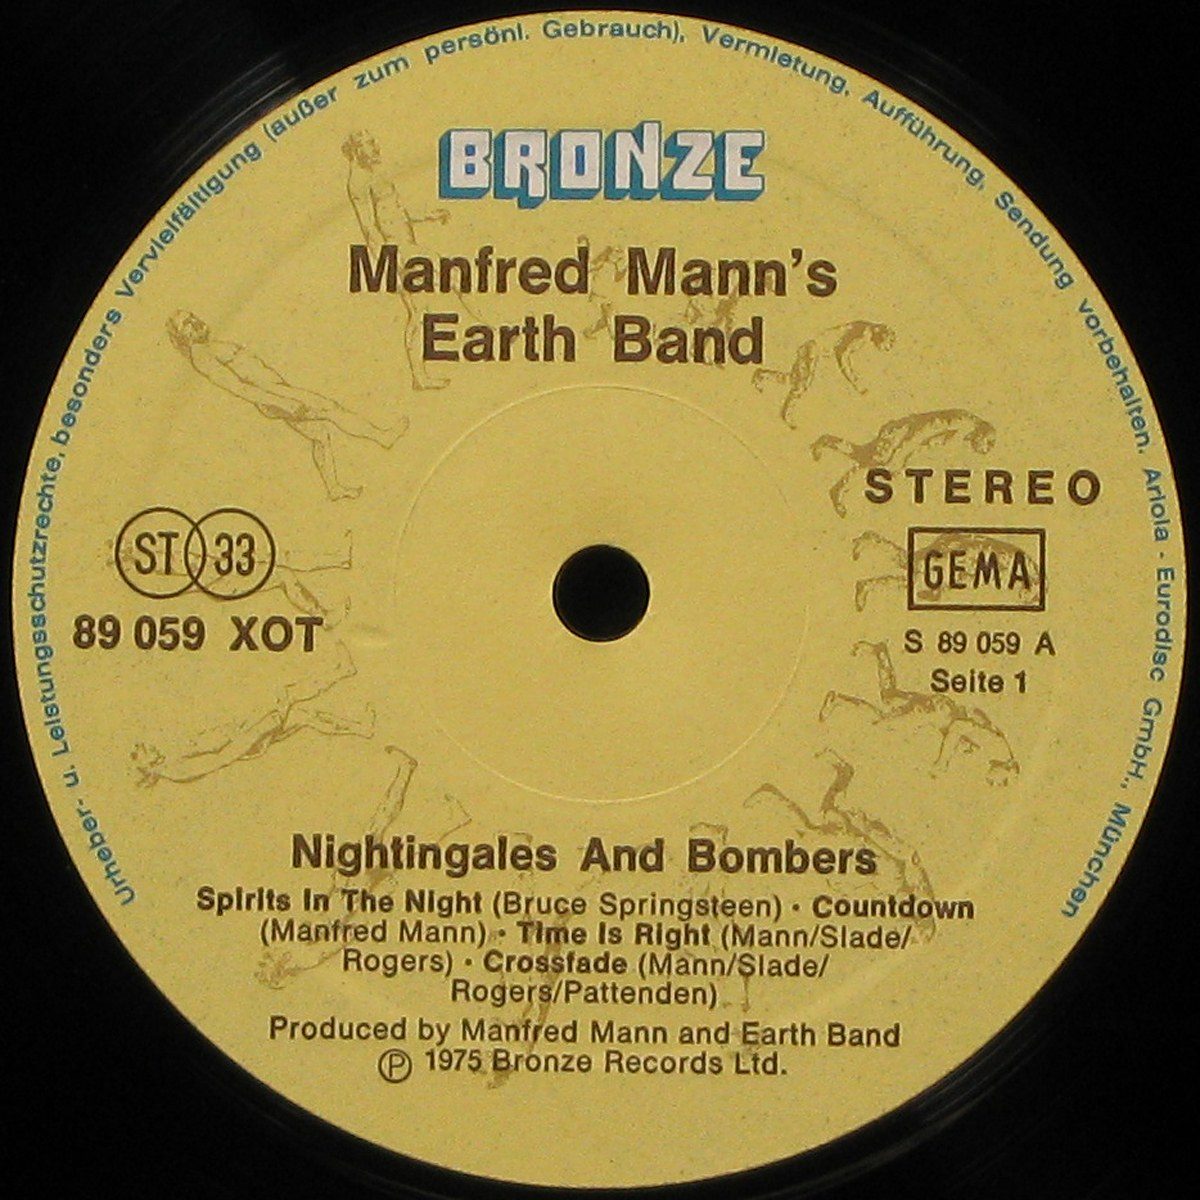 Urheber- u. Leistungsschutzrechte, besonders Vervielfältigung (außer zum persönl. Gebrauch), Vermietung, Aufführung, Sendung vorbehalten. Ariola - Eurodisc GmbH., München
BRONZE
Manfred Mann's
Earth Band
STEREO
ST 33
GEMA
89 059 XOT
S 89 059 A
Seite 1
Nightingales And Bombers
Spirits In The Night (Bruce Springsteen) · Countdown
(Manfred Mann) · Time Is Right (Mann/Slade/
Rogers) · Crossfade (Mann/Slade/
Rogers/Pattenden)
Produced by Manfred Mann and Earth Band
℗ 1975 Bronze Records Ltd.